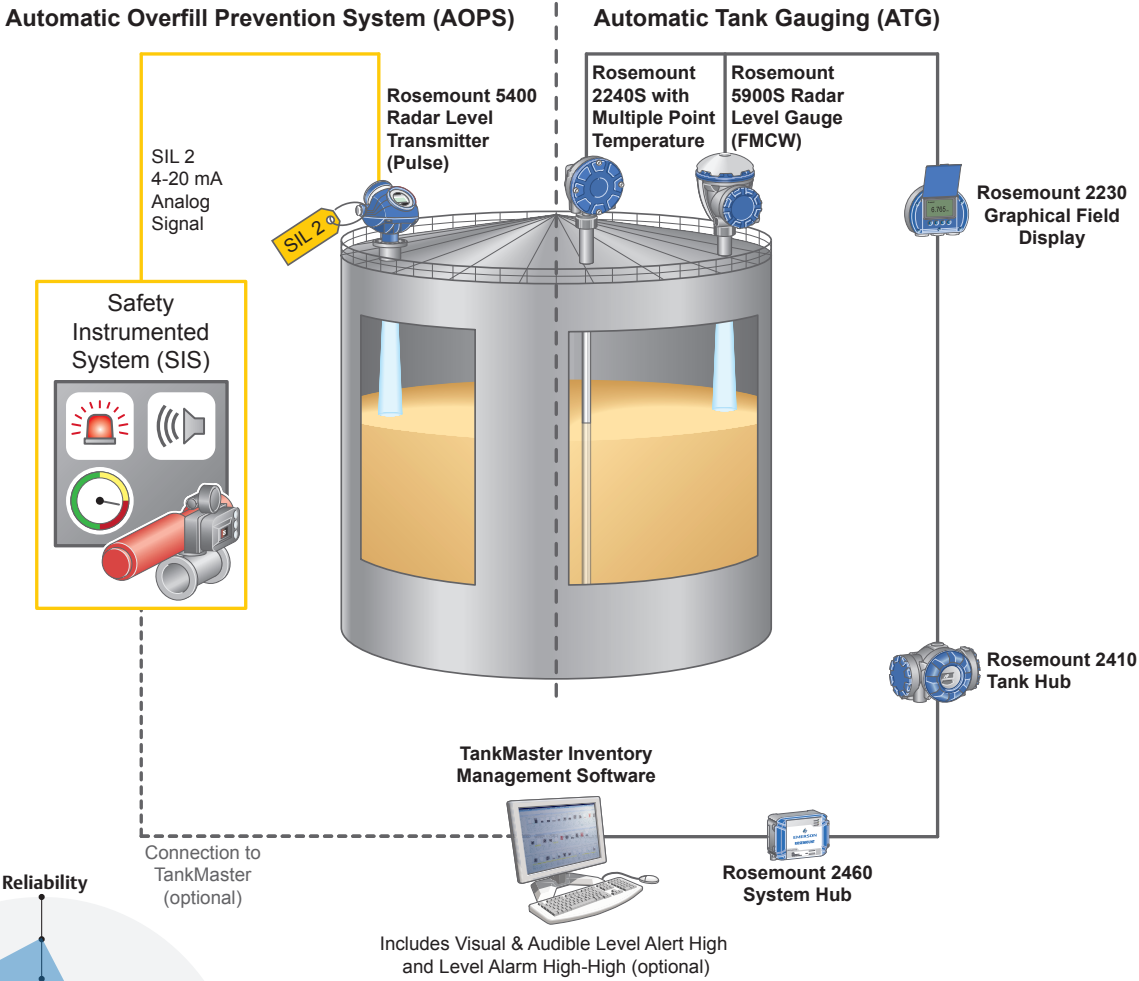 Automatic Overfill Prevention System (AOPS)
Automatic Tank Gauging (ATG)
Rosemount 5400
Radar Level
Transmitter
(Pulse)
Rosemount
2240S with
Multiple Point
Temperature
Rosemount
5900S Radar
Level Gauge
(FMCW)
SIL 2
4-20 mA
Analog
Signal
SIL 2
Rosemount 2230
Graphical Field
Display
Safety
Instrumented
System (SIS)
Rosemount 2410
Tank Hub
TankMaster Inventory
Management Software
EMERSON
Connection to
TankMaster
(optional)
Rosemount 2460
System Hub
Reliability
Includes Visual & Audible Level Alert High
and Level Alarm High-High (optional)